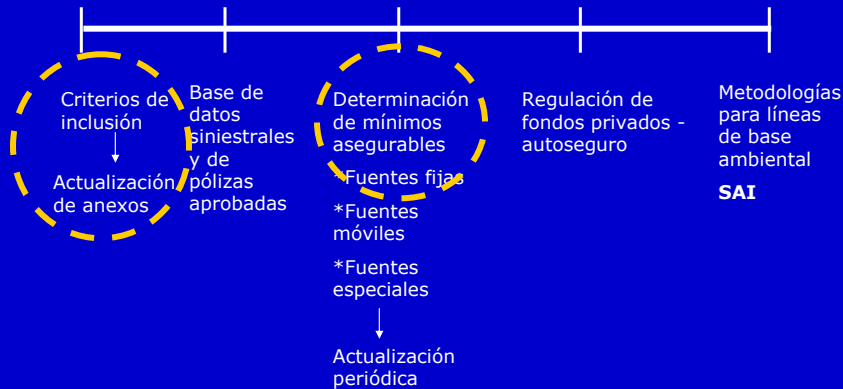 Criterios de
inclusión
Actualización
de anexos
Base de
datos
siniestrales
y de
pólizas
aprobadas
Determinación
de mínimos
asegurables
*Fuentes fijas
*Fuentes
móviles
*Fuentes
especiales
Actualización
periódica
Regulación de
fondos privados -
autoseguro
Metodologías
para líneas
de base
ambiental
SAI